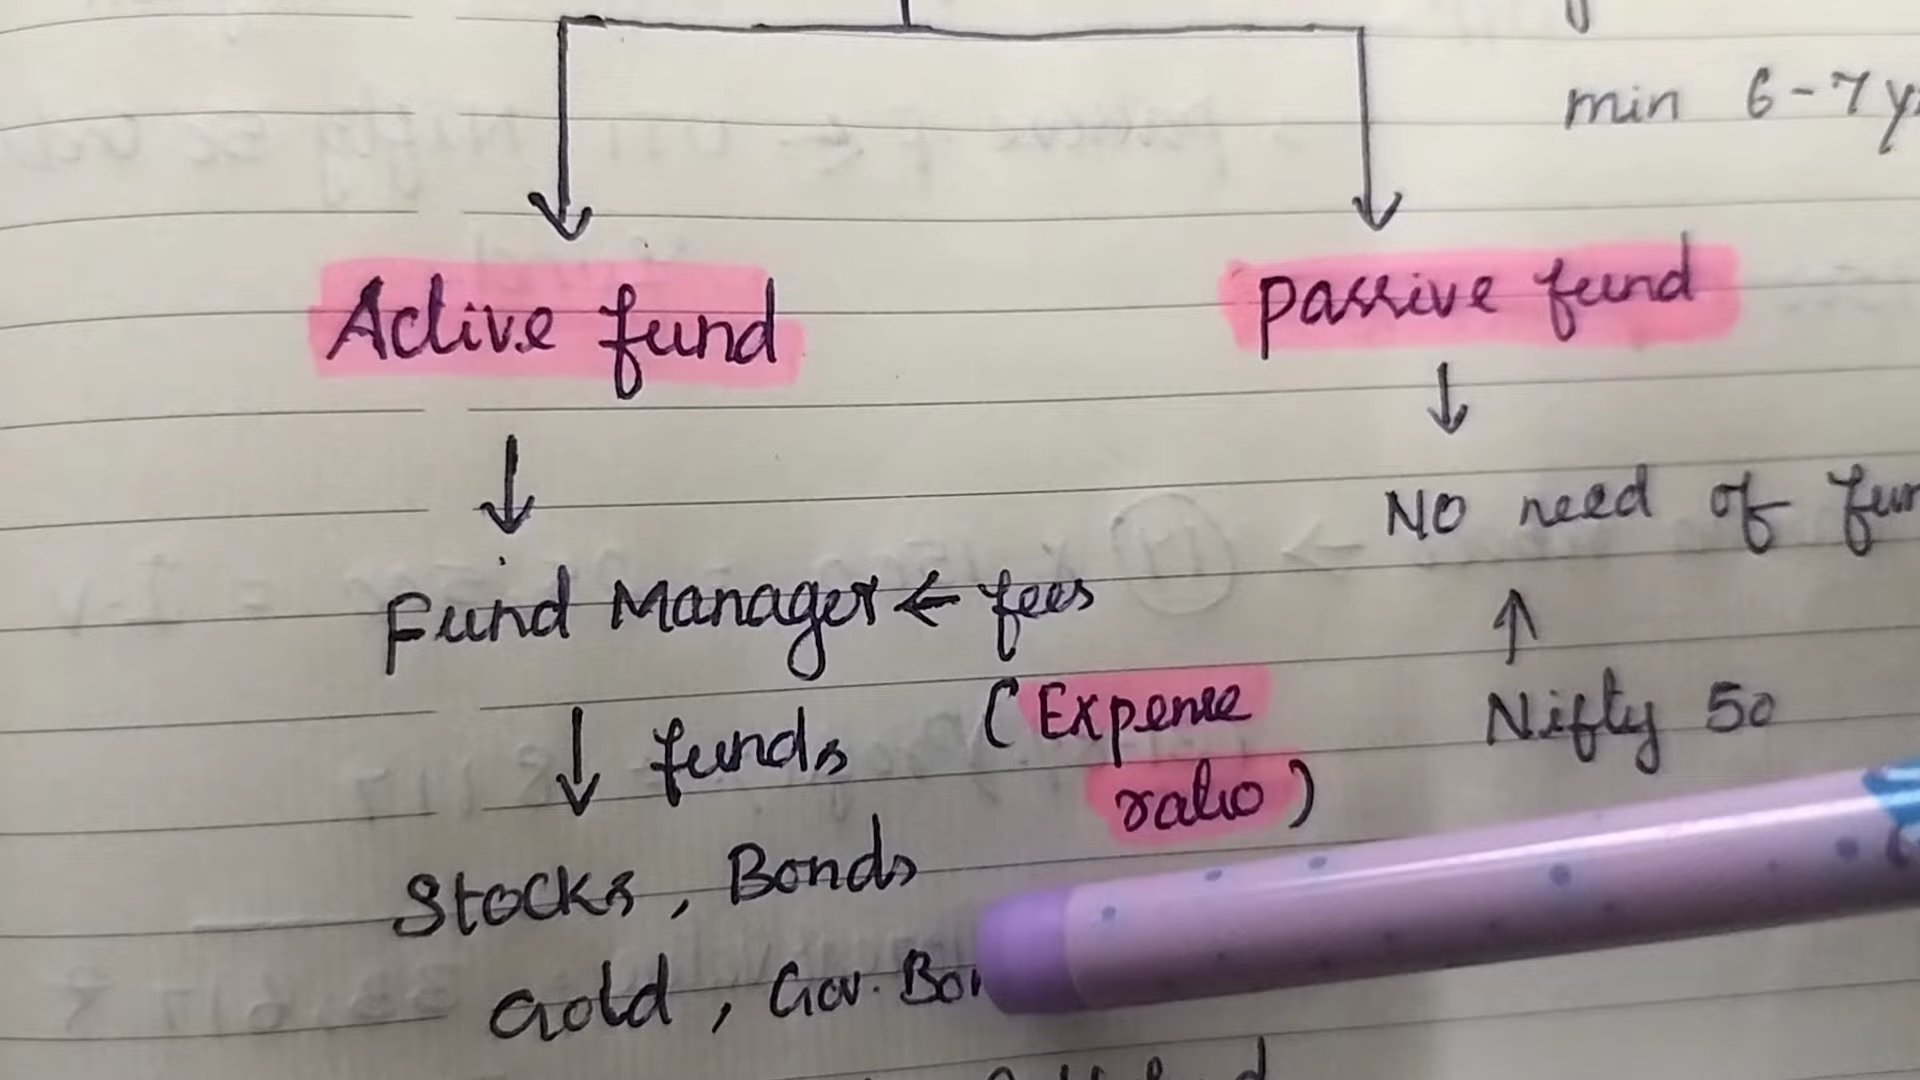 min 6-7
Active fund
Passive fund
NO need of
Fund Manager ← fees
(Expense
ratio)
Nifty 50
funds
Stocks, Bonds
Gold, Gov.